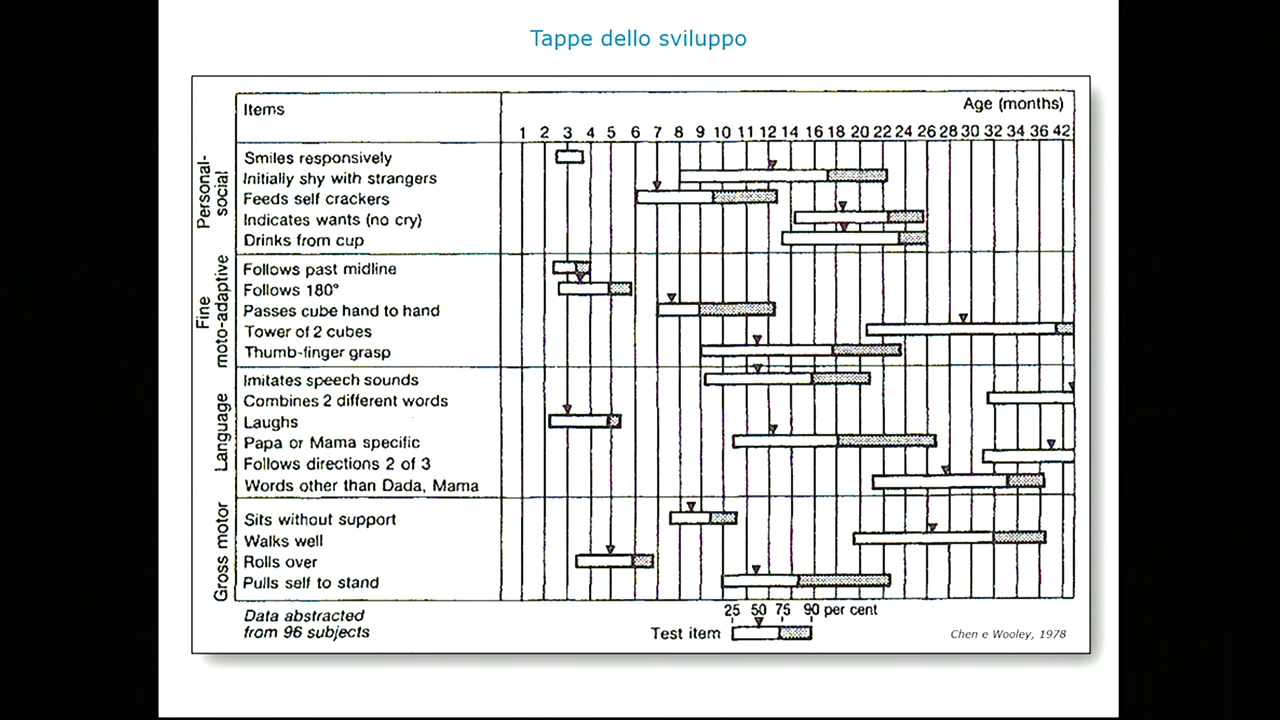 Tappe dello sviluppo
Items
Age (months)
1 2 3 4 5 6 7 8 9 10 11 12 14 16 18 20 22 24 26 28 30 32 34 36 42
Personal-
social
Smiles responsively
Initially shy with strangers
Feeds self crackers
Indicates wants (no cry)
Drinks from cup
Fine
moto-adaptive
Follows past midline
Follows 180°
Passes cube hand to hand
Tower of 2 cubes
Thumb-finger grasp
Language
Imitates speech sounds
Combines 2 different words
Laughs
Papa or Mama specific
Follows directions 2 of 3
Words other than Dada, Mama
Gross motor
Sits without support
Walks well
Rolls over
Pulls self to stand
Data abstracted
from 96 subjects
25 50 75 90 per cent
Test item
Chen e Wooley, 1978